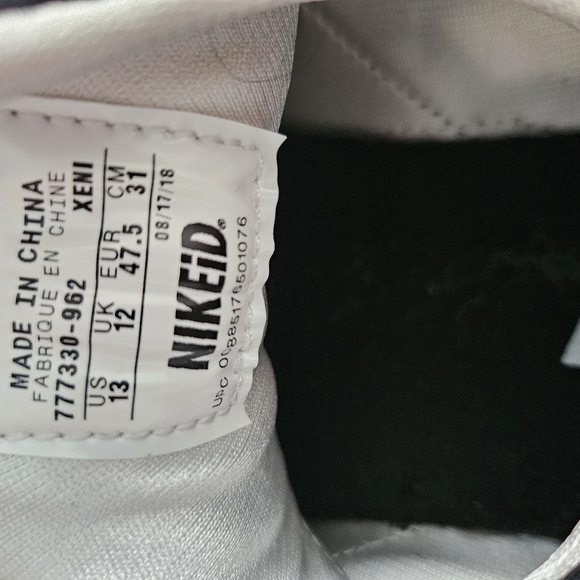 MADE IN CHINA
FABRIQUE EN CHINE
777330-962 XENI
US UK EUR CM
13 12 47.5 31
08/17/18
NIKEiD®
UPC